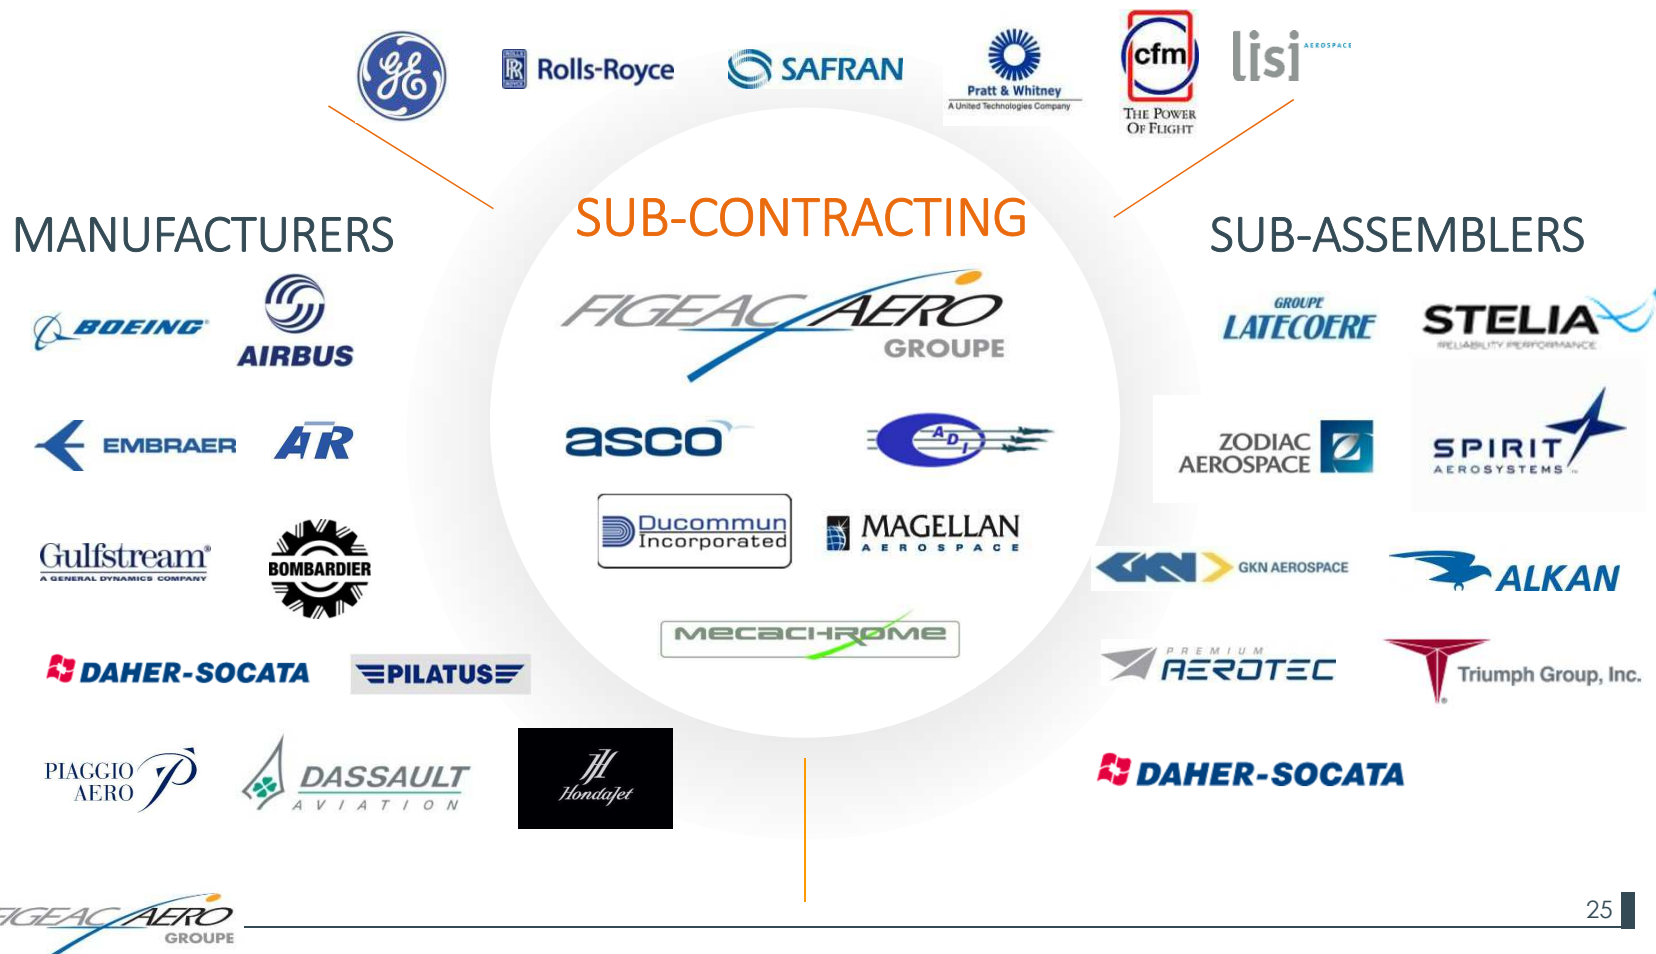 GE
Rolls-Royce
SAFRAN
Pratt & Whitney
A United Technologies Company
cfm
THE POWER
OF FLIGHT
lisi AEROSPACE
MANUFACTURERS
BOEING
AIRBUS
EMBRAER
ATR
Gulfstream®
A GENERAL DYNAMICS COMPANY
BOMBARDIER
DAHER-SOCATA
PILATUS
PIAGGIO
AERO
DASSAULT
AVIATION
HondaJet
SUB-CONTRACTING
FIGEAC AERO
GROUPE
asco
ADI
Ducommun
Incorporated
MAGELLAN
AEROSPACE
MECACHROME
SUB-ASSEMBLERS
GROUPE
LATECOERE
STELIA
RELIABILITY PERFORMANCE
ZODIAC
AEROSPACE
SPIRIT
AEROSYSTEMS
GKN AEROSPACE
ALKAN
PREMIUM
AEROTEC
Triumph Group, Inc.
DAHER-SOCATA
FIGEAC AERO
GROUPE
25